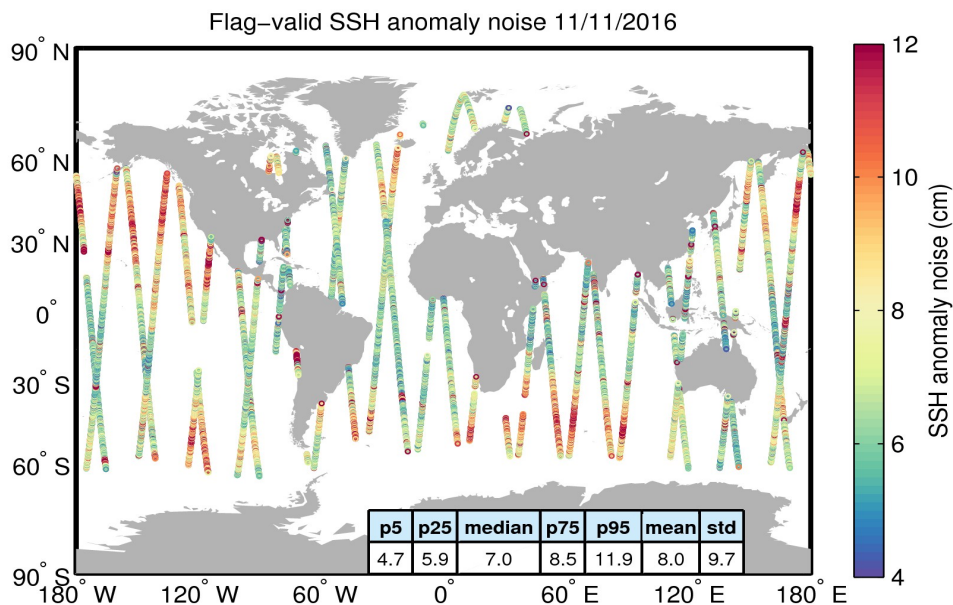 Flag−valid SSH anomaly noise 11/11/2016
90° N
60° N
30° N
0°
30° S
60° S
90° S
180° W 120° W 60° W 0° 60° E 120° E 180° E
p5 p25 median p75 p95 mean std
4.7 5.9 7.0 8.5 11.9 8.0 9.7
12
10
8
6
4
SSH anomaly noise (cm)